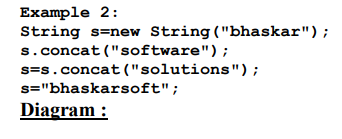 Example 2:
String s=new String("bhaskar");
s.concat("software");
s=s.concat("solutions");
s="bhaskarsoft";
Diagram :